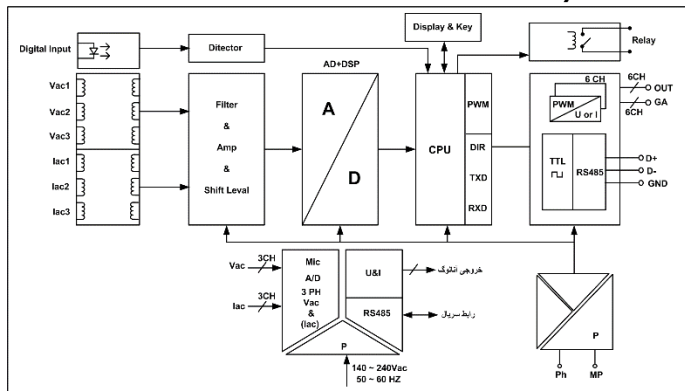 Digital Input
Ditector
Display & Key
Relay
AD+DSP
Vac1
Vac2
Vac3
Iac1
Iac2
Iac3
Filter
&
Amp
&
Shift Leval
A
D
CPU
PWM
DIR
TXD
RXD
6 CH
PWM
U or I
6CH
OUT
GA
6CH
TTL
RS485
D+
D-
GND
Vac
3CH
Iac
3CH
Mic
A/D
3 PH
Vac
&
(Iac)
U&I
RS485
P
خروجی آنالوگ
رابط سریال
140 ~ 240Vac
50 ~ 60 HZ
P
Ph
MP